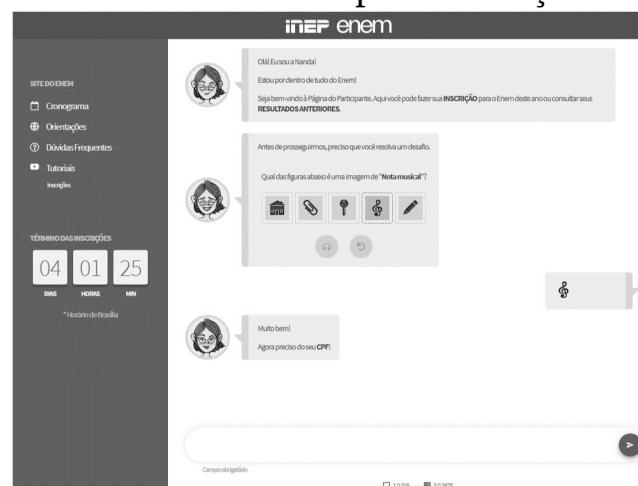 inep enem
SITE DO ENEM
Cronograma
Orientações
Dúvidas Frequentes
Tutoriais
Inscrições
TÉRMINO DAS INSCRIÇÕES
04 01 25
DIAS HORAS MIN
* Horário de Brasília
Olá! Eu sou a Nanda!
Estou por dentro de tudo do Enem!
Seja bem-vindo à Página do Participante. Aqui você pode fazer sua INSCRIÇÃO para o Enem deste ano ou consultar seus
RESULTADOS ANTERIORES.
Antes de prosseguirmos, preciso que você resolva um desafio.
Qual das figuras abaixo é uma imagem de "Nota musical"?
Muito bem!
Agora preciso do seu CPF!
Campo obrigatório